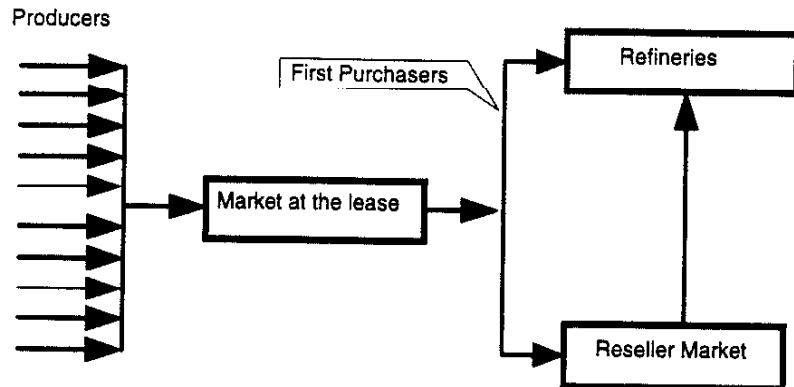 Producers
First Purchasers
Refineries
Market at the lease
Reseller Market